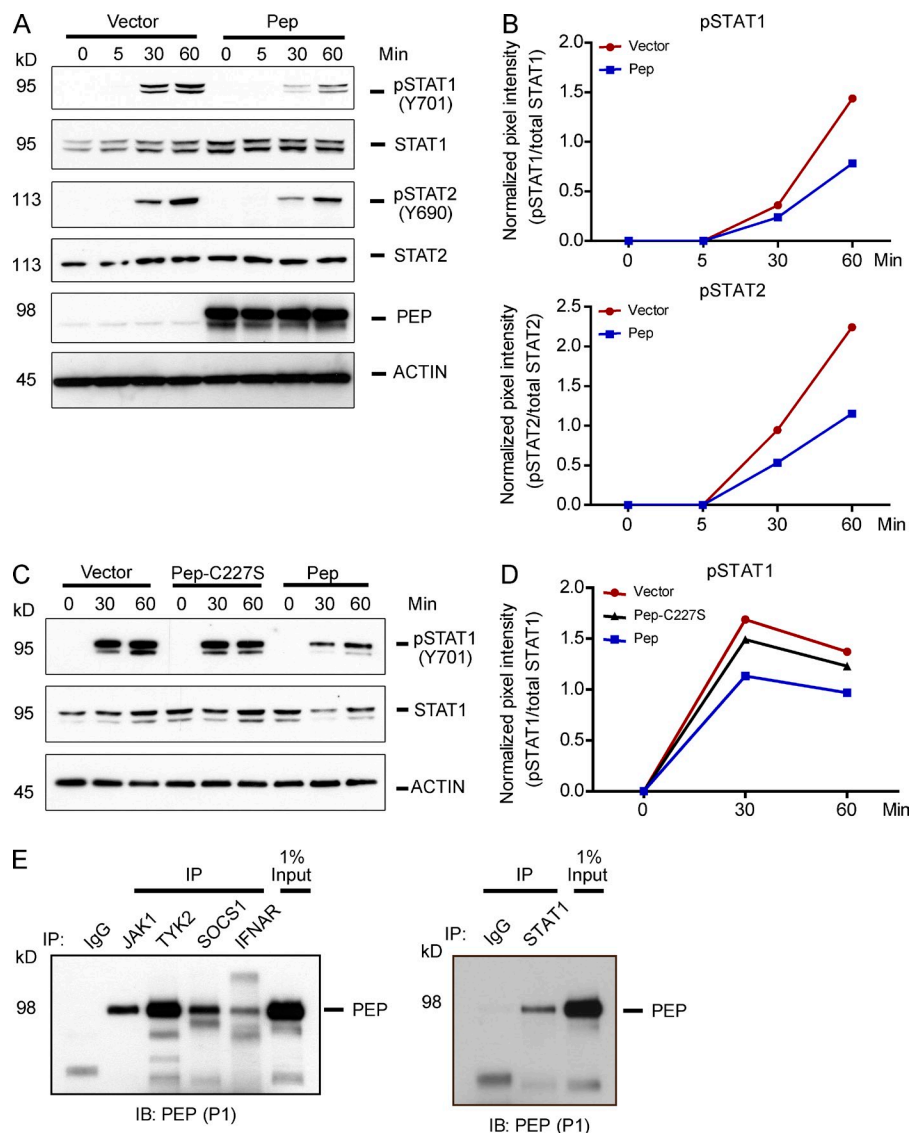 A
Vector Pep
0 5 30 60 0 5 30 60 Min
kD
95 pSTAT1
(Y701)
95 STAT1
113 pSTAT2
(Y690)
113 STAT2
98 PEP
45 ACTIN
B
pSTAT1
Normalized pixel intensity
(pSTAT1/total STAT1)
2.0
1.5
1.0
0.5
0.0
Vector
Pep
0 5 30 60 Min
pSTAT2
Normalized pixel intensity
(pSTAT2/total STAT2)
2.5
2.0
1.5
1.0
0.5
0.0
Vector
Pep
0 5 30 60 Min
C
Vector Pep-C227S Pep
0 30 60 0 30 60 0 30 60 Min
kD
95 pSTAT1
(Y701)
95 STAT1
45 ACTIN
D
pSTAT1
Normalized pixel intensity
(pSTAT1/total STAT1)
2.0
1.5
1.0
0.5
0.0
Vector
Pep-C227S
Pep
0 30 60 Min
E
IP 1%
Input
IP: IgG JAK1 TYK2 SOCS1 IFNAR
kD
98 PEP
IB: PEP (P1)
IP 1%
Input
IP: IgG STAT1
kD
98 PEP
IB: PEP (P1)